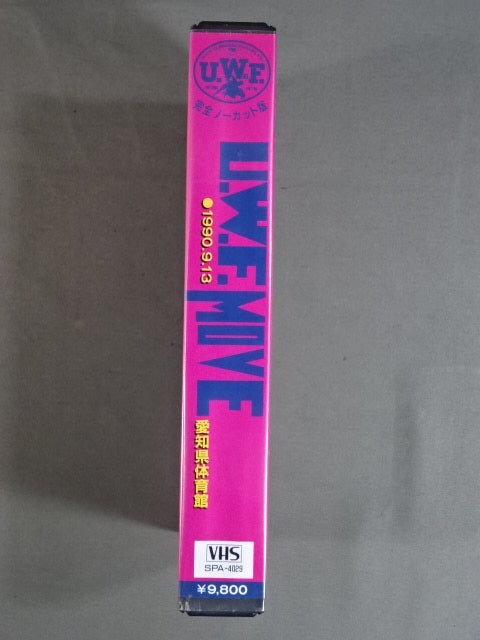 U.W.F.
完全ノーカット版
U.W.F. MOVE
●1990.9.13
愛知県体育館
VHS
SPA-4029
¥9,800